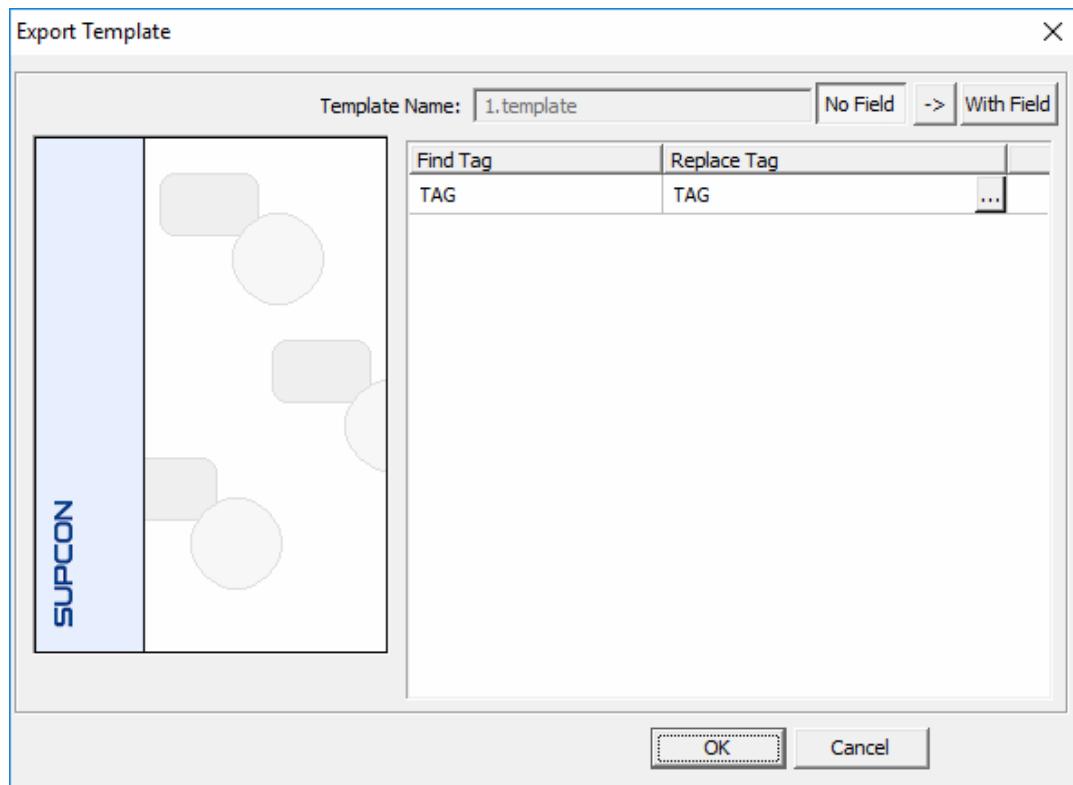 Export Template
Template Name: 1.template No Field -> With Field
Find Tag Replace Tag
TAG TAG ...
SUPCON
OK Cancel